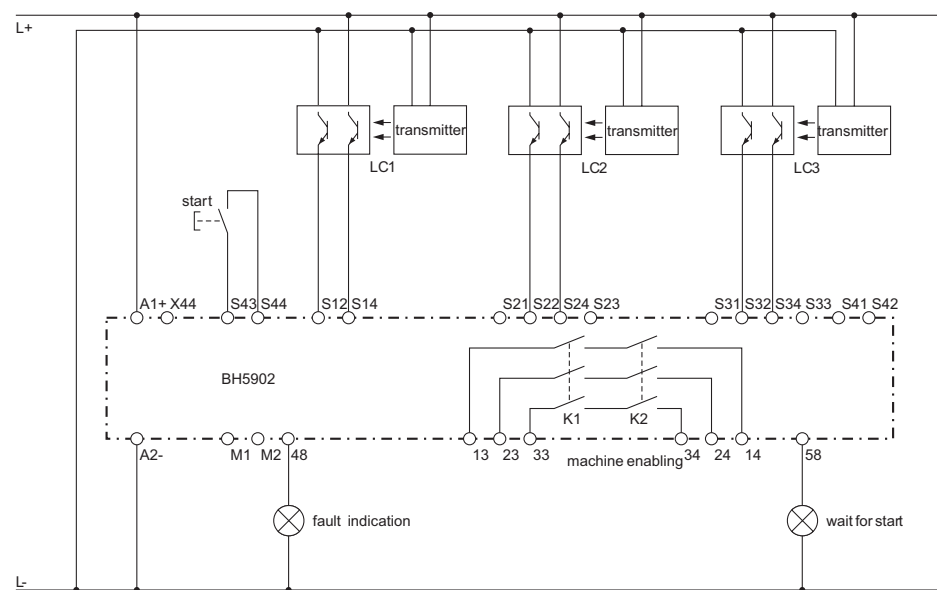 L+
transmitter
transmitter
transmitter
LC1
LC2
LC3
start
A1+ X44 S43 S44 S12 S14 S21 S22 S24 S23 S31 S32 S34 S33 S41 S42
BH5902
K1 K2
A2- M1 M2 48 13 23 33 machine enabling 34 24 14 58
fault indication
wait for start
L-